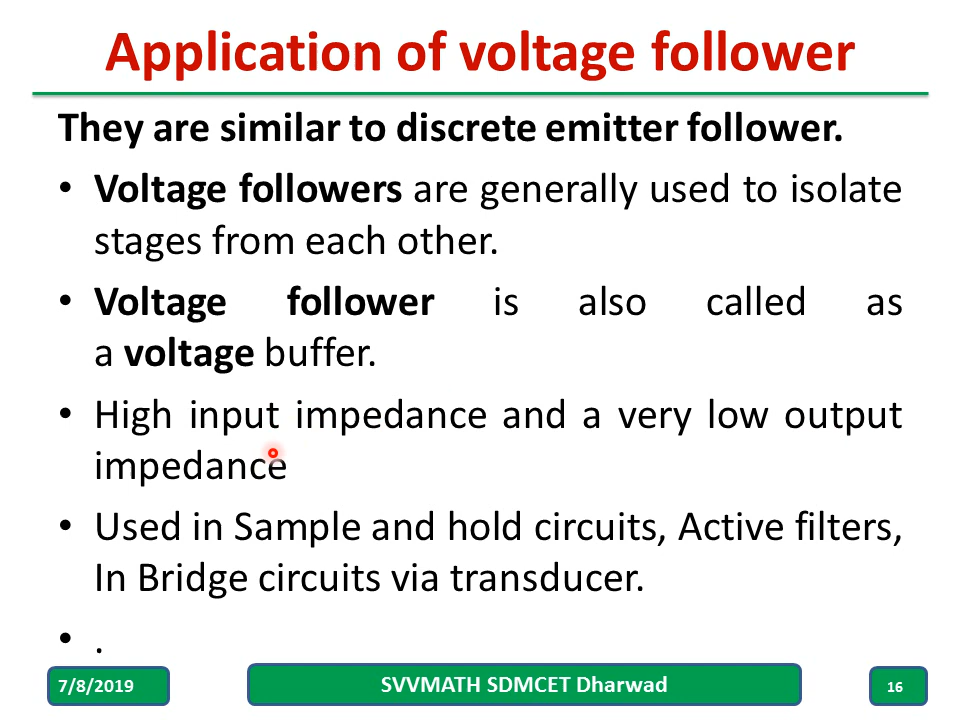 Application of voltage follower
They are similar to discrete emitter follower.
• Voltage followers are generally used to isolate
stages from each other.
• Voltage follower is also called as
a voltage buffer.
• High input impedance and a very low output
impedance
• Used in Sample and hold circuits, Active filters,
In Bridge circuits via transducer.
• .
7/8/2019
SVVMATH SDMCET Dharwad
16